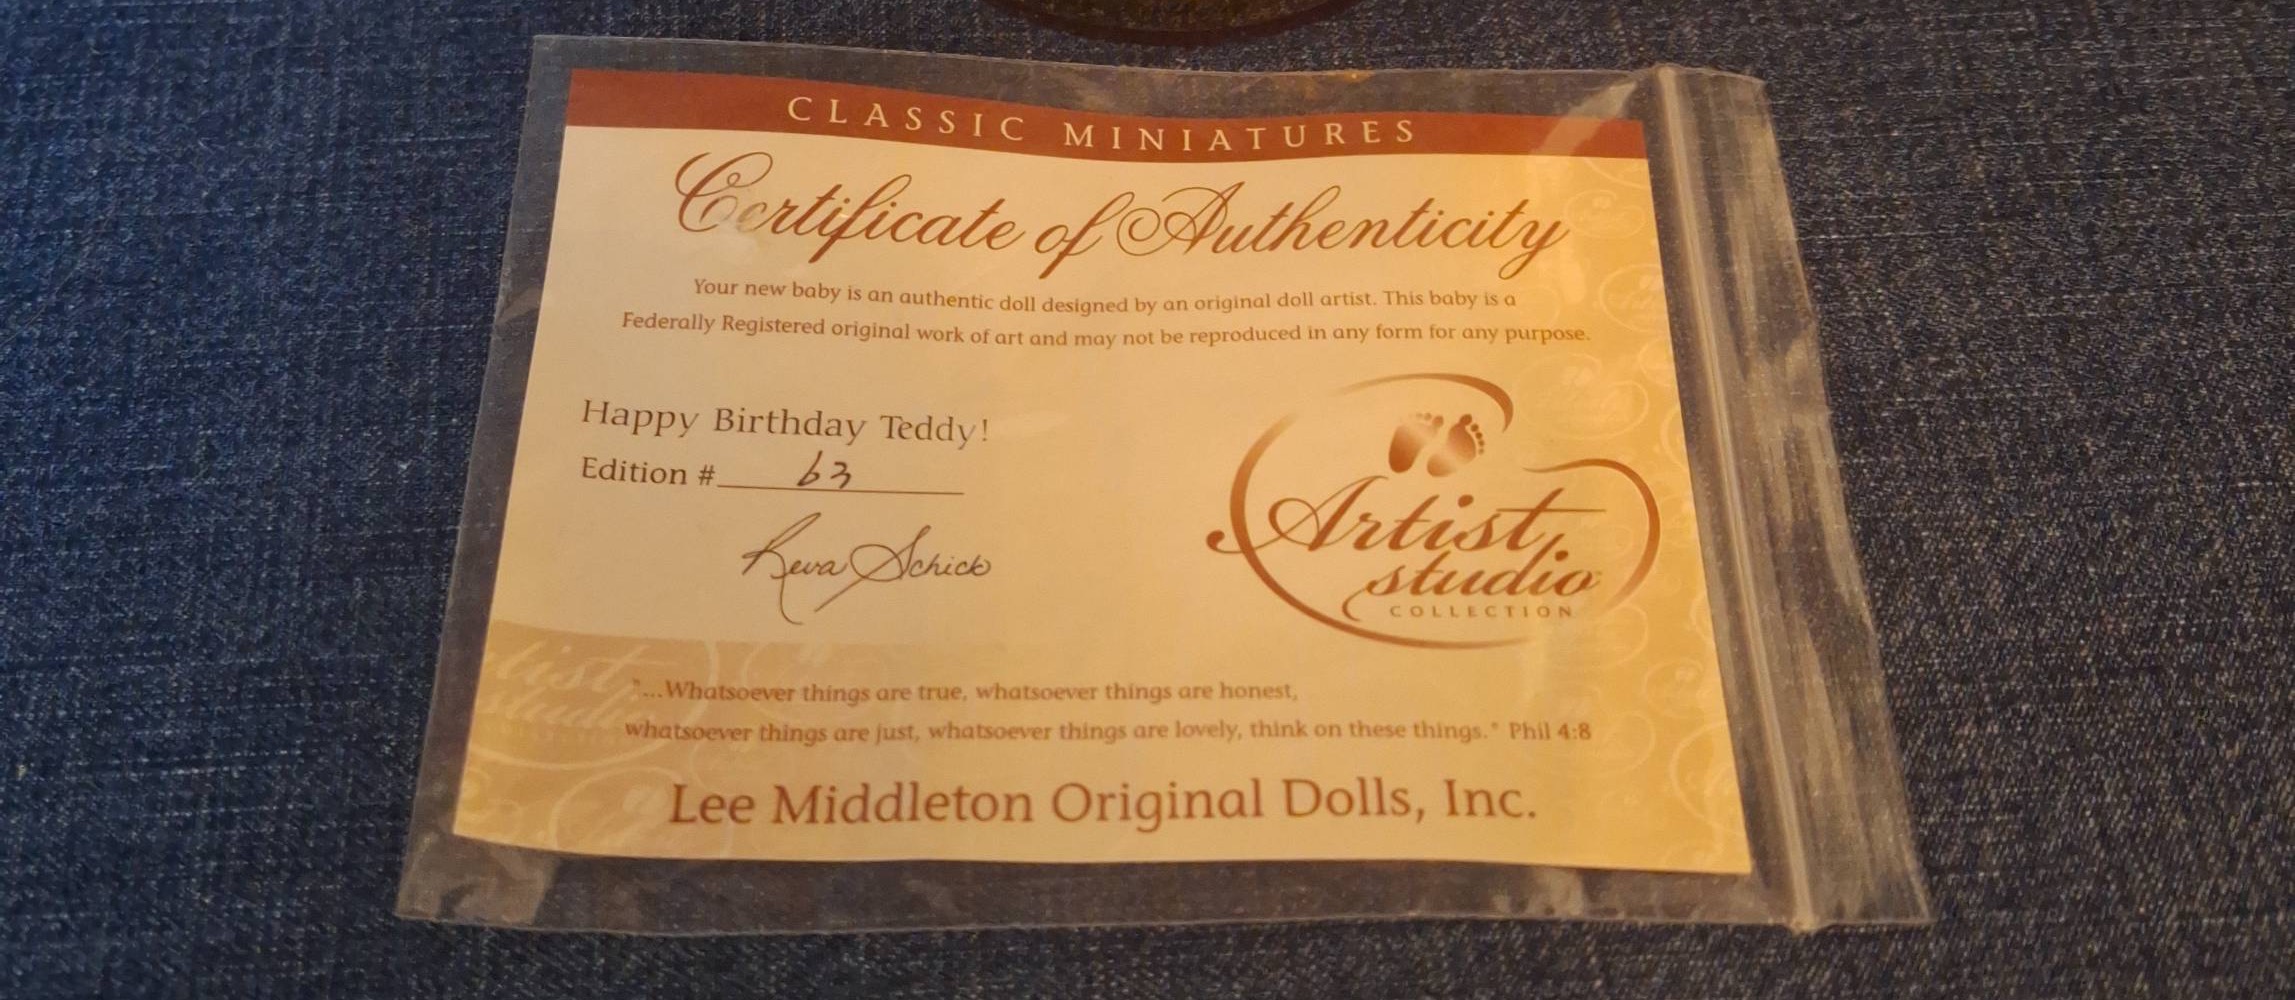 CLASSIC MINIATURES
Certificate of Authenticity
Your new baby is an authentic doll designed by an original doll artist. This baby is a
Federally Registered original work of art and may not be reproduced in any form for any purpose.
Happy Birthday Teddy!
Edition # 63
Reva Schick
Artist
studio
COLLECTION
"...Whatsoever things are true, whatsoever things are honest,
whatsoever things are just, whatsoever things are lovely, think on these things." Phil 4:8
Lee Middleton Original Dolls, Inc.